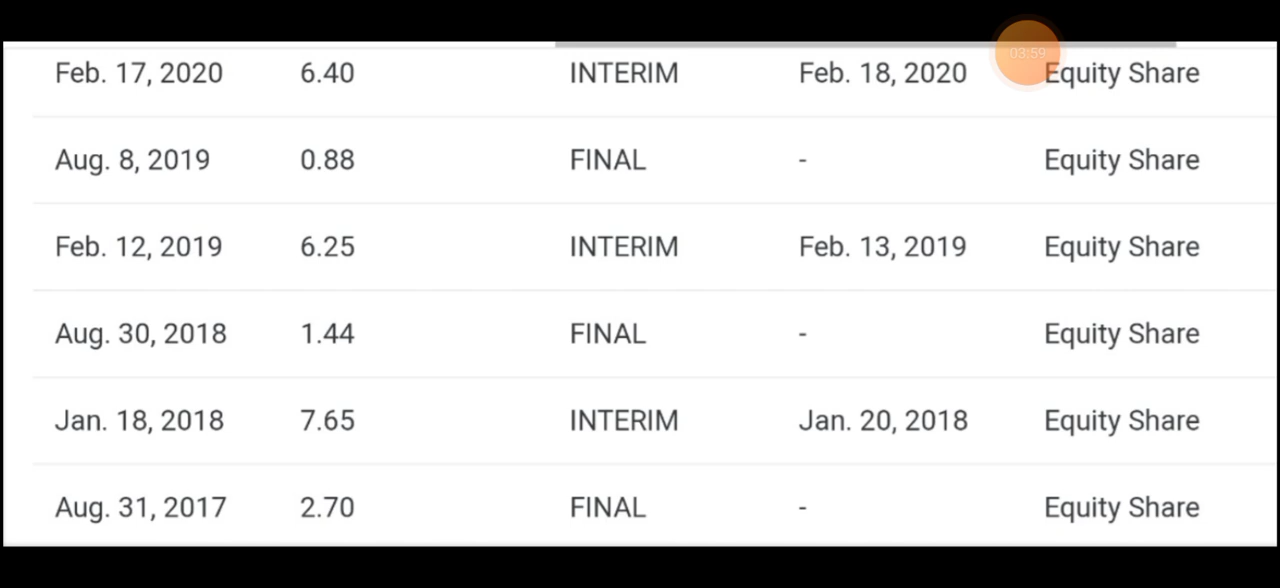 03:59
Feb. 17, 2020 6.40 INTERIM Feb. 18, 2020 Equity Share
Aug. 8, 2019 0.88 FINAL - Equity Share
Feb. 12, 2019 6.25 INTERIM Feb. 13, 2019 Equity Share
Aug. 30, 2018 1.44 FINAL - Equity Share
Jan. 18, 2018 7.65 INTERIM Jan. 20, 2018 Equity Share
Aug. 31, 2017 2.70 FINAL - Equity Share